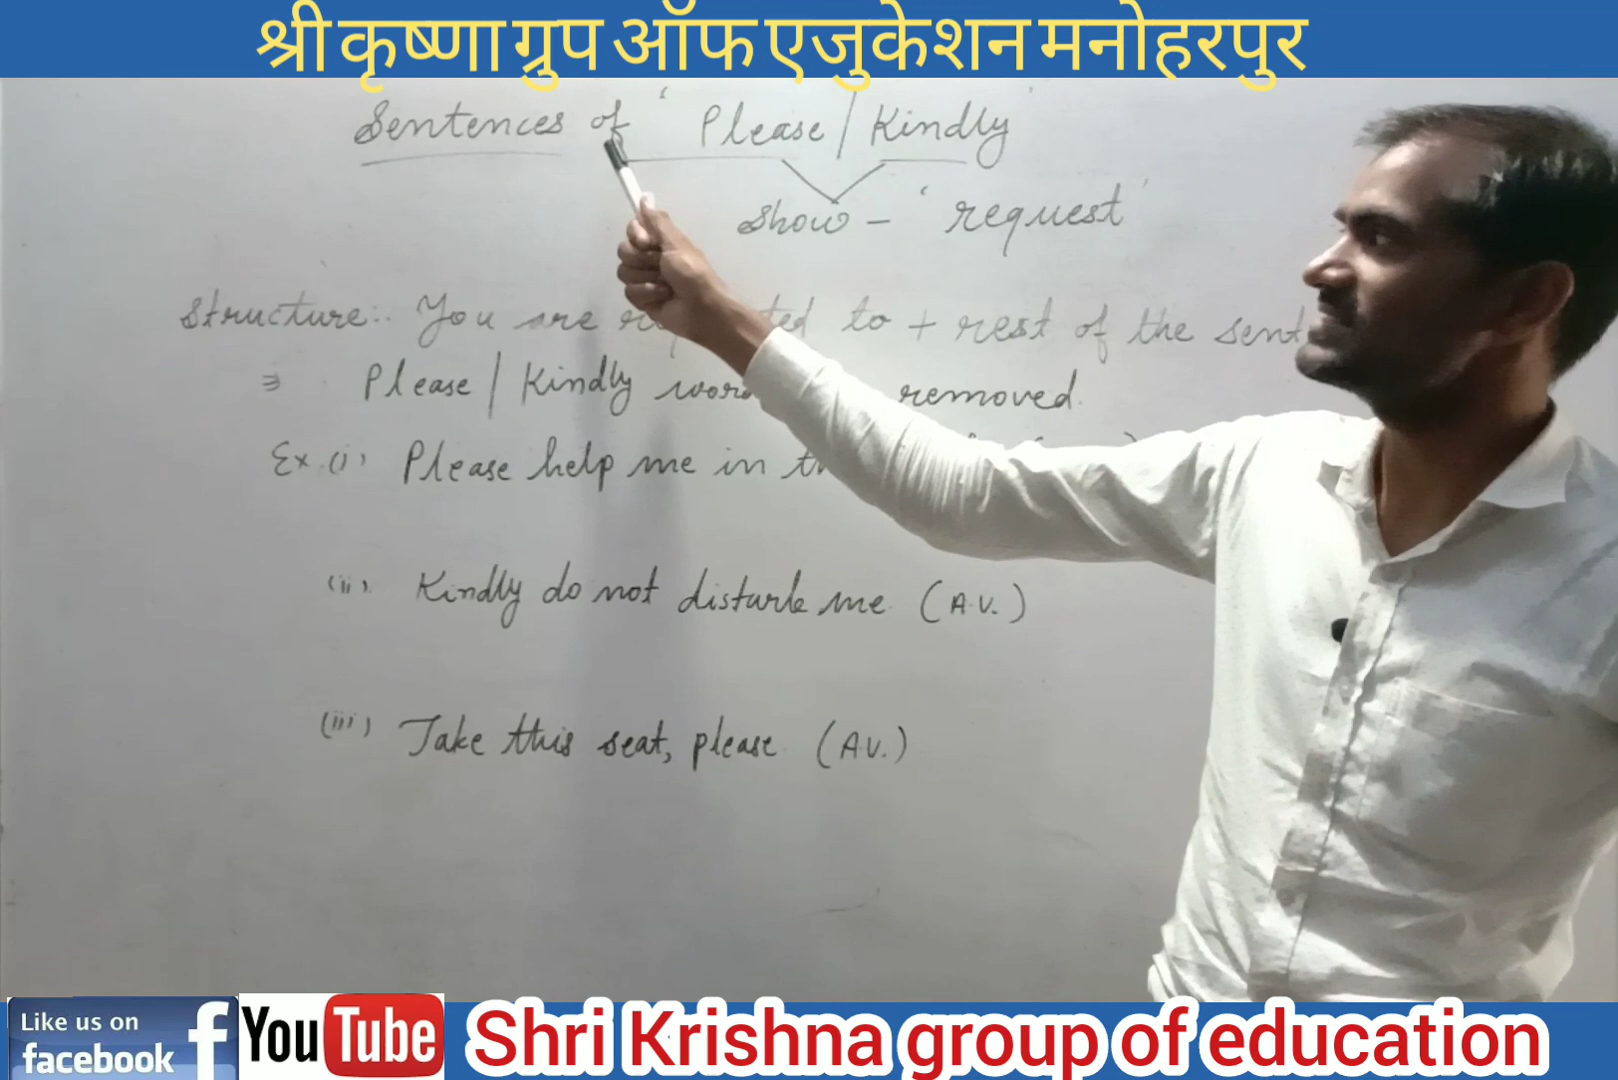 श्री कृष्णा ग्रुप ऑफ एजुकेशन मनोहरपुर
Sentences of 'Please / Kindly'
Show - 'request'
Structure:. You are to + rest of the sent
⇒ Please / Kindly removed.
Ex. (i) Please help me in
(ii). Kindly do not disturb me. (A.V.)
(iii) Take this seat, please. (A.V.)
Like us on
facebook
YouTube
Shri Krishna group of education